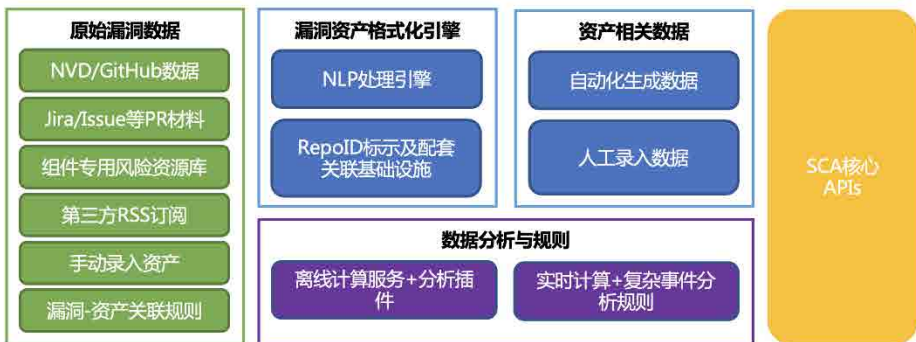 原始漏洞数据
NVD/GitHub数据
Jira/Issue等PR材料
组件专用风险资源库
第三方RSS订阅
手动录入资产
漏洞-资产关联规则
漏洞资产格式化引擎
NLP处理引擎
RepoID标示及配套
关联基础设施
资产相关数据
自动化生成数据
人工录入数据
数据分析与规则
离线计算服务+分析插
件
实时计算+复杂事件分
析规则
SCA核心
APIs